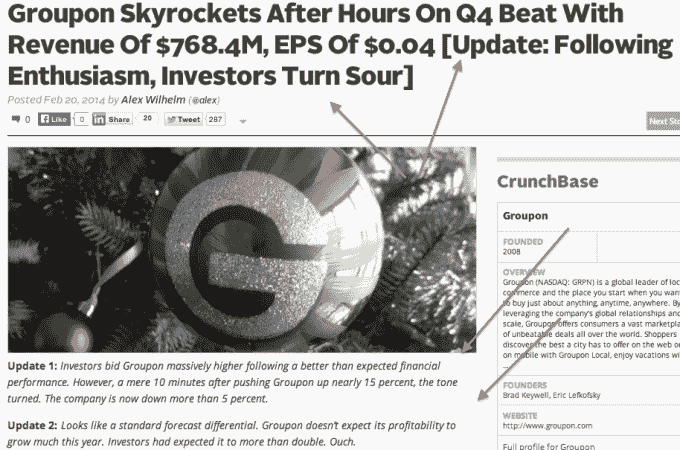 Groupon Skyrockets After Hours On Q4 Beat With
Revenue Of $768.4M, EPS Of $0.04 [Update: Following
Enthusiasm, Investors Turn Sour]
Posted Feb 20, 2014 by Alex Wilhelm (@alex)
0 Like 0 in Share 20 Tweet 287
Next Sto
G
Update 1: Investors bid Groupon massively higher following a better than expected financial
performance. However, a mere 10 minutes after pushing Groupon up nearly 15 percent, the tone
turned. The company is now down more than 5 percent.
Update 2: Looks like a standard forecast differential. Groupon doesn't expect its profitability to
grow much this year. Investors had expected it to more than double. Ouch.
CrunchBase
Groupon
FOUNDED
2008
OVERVIEW
Groupon (NASDAQ: GRPN) is a global leader of loc
commerce and the place you start when you want
to buy just about anything, anytime, anywhere. By
leveraging the company's global relationships and
scale, Groupon offers consumers a vast marketpla
of unbeatable deals all over the world. Shoppers
discover the best a city has to offer on the web or
on mobile with Groupon Local, enjoy vacations wi
...
FOUNDERS
Brad Keywell, Eric Lefkofsky
WEBSITE
http://www.groupon.com
Full profile for Groupon